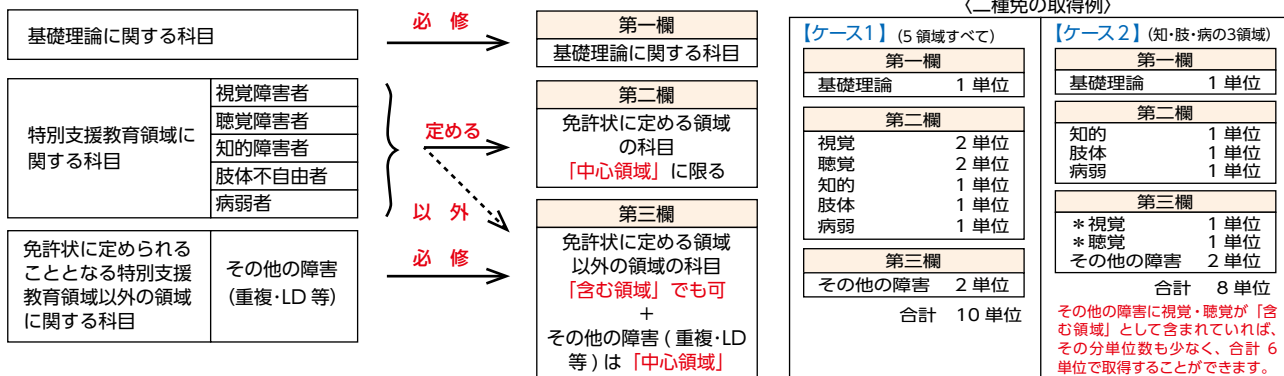 基礎理論に関する科目
必 修
第一欄
基礎理論に関する科目
特別支援教育領域に
関する科目
視覚障害者
聴覚障害者
知的障害者
肢体不自由者
病弱者
定める
以 外
第二欄
免許状に定める領域
の科目
「中心領域」に限る
免許状に定められる
こととなる特別支援
教育領域以外の領域
に関する科目
その他の障害
（重複･LD 等）
必 修
第三欄
免許状に定める領域
以外の領域の科目
「含む領域」でも可
＋
その他の障害 ( 重複･LD
等 ) は「中心領域」
〈二種免の取得例〉
【ケース1】（5 領域すべて）
第一欄
基礎理論 1 単位
第二欄
視覚 2 単位
聴覚 2 単位
知的 1 単位
肢体 1 単位
病弱 1 単位
第三欄
その他の障害 2 単位
合計 10 単位
【ケース２】（知･肢･病の3領域）
第一欄
基礎理論 1 単位
第二欄
知的 1 単位
肢体 1 単位
病弱 1 単位
第三欄
＊視覚 1 単位
＊聴覚 1 単位
その他の障害 2 単位
合計 8 単位
その他の障害に視覚・聴覚が「含
む領域」として含まれていれば、
その分単位数も少なく、合計 6
単位で取得することができます。